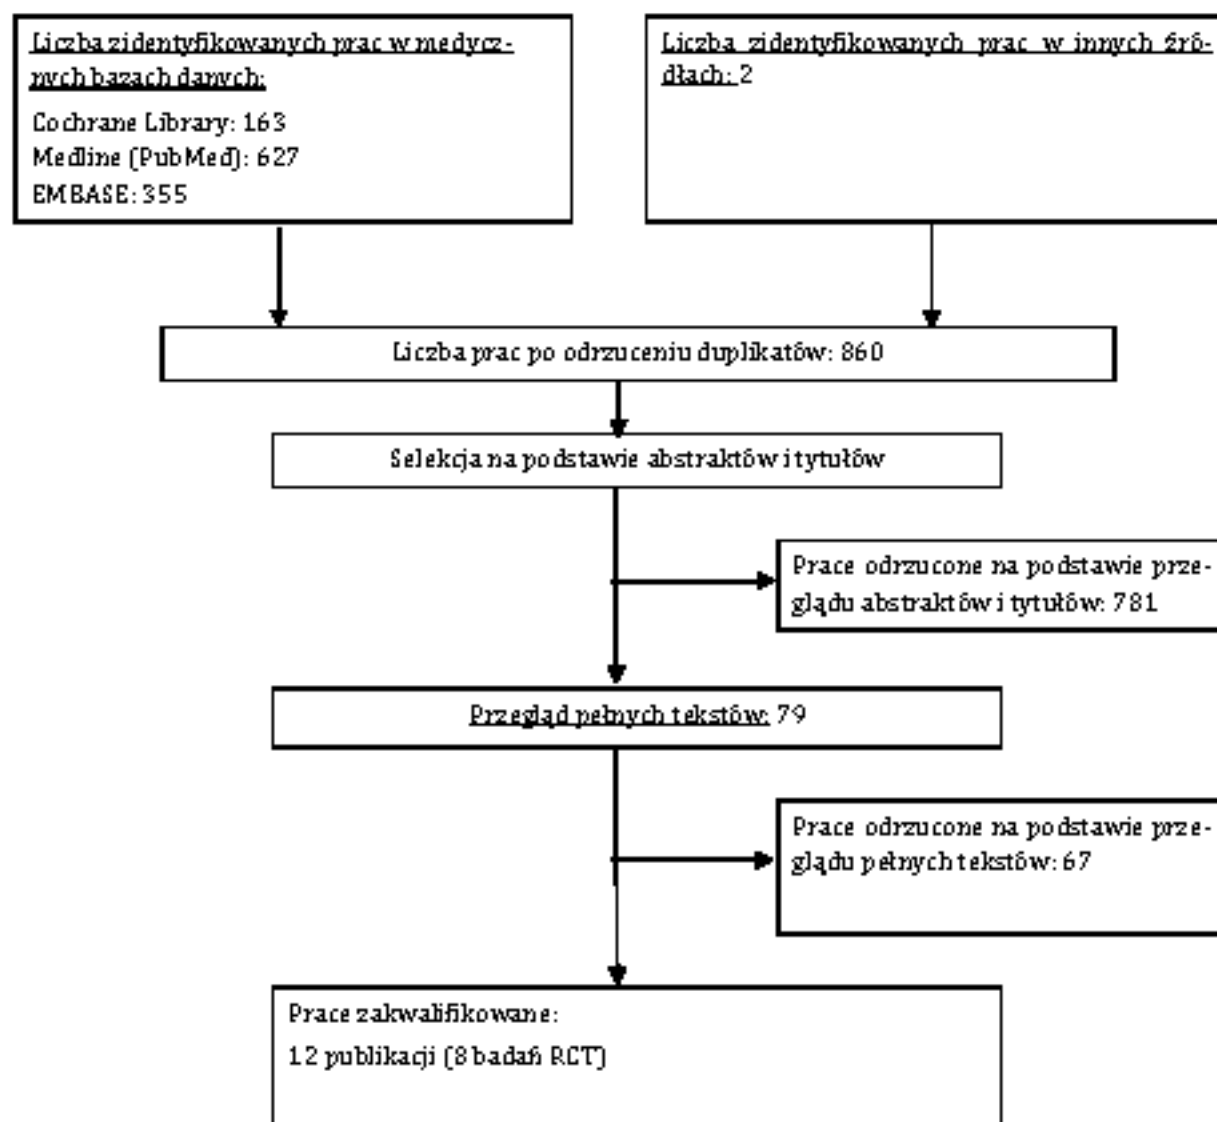 Liczba zidentyfikowanych prac w medycz-
nych bazach danych:
Cochrane Library: 163
Medline (PubMed): 627
EMBASE: 355
Liczba zidentyfikowanych prac w innych źró-
dłach: 2
Liczba prac po odrzuceniu duplikatów: 860
Selekcja na podstawie abstraktów i tytułów
Prace odrzucone na podstawie prze-
glądu abstraktów i tytułów: 781
Przegląd pełnych tekstów: 79
Prace odrzucone na podstawie prze-
glądu pełnych tekstów: 67
Prace zakwalifikowane:
12 publikacji (8 badań RCT)